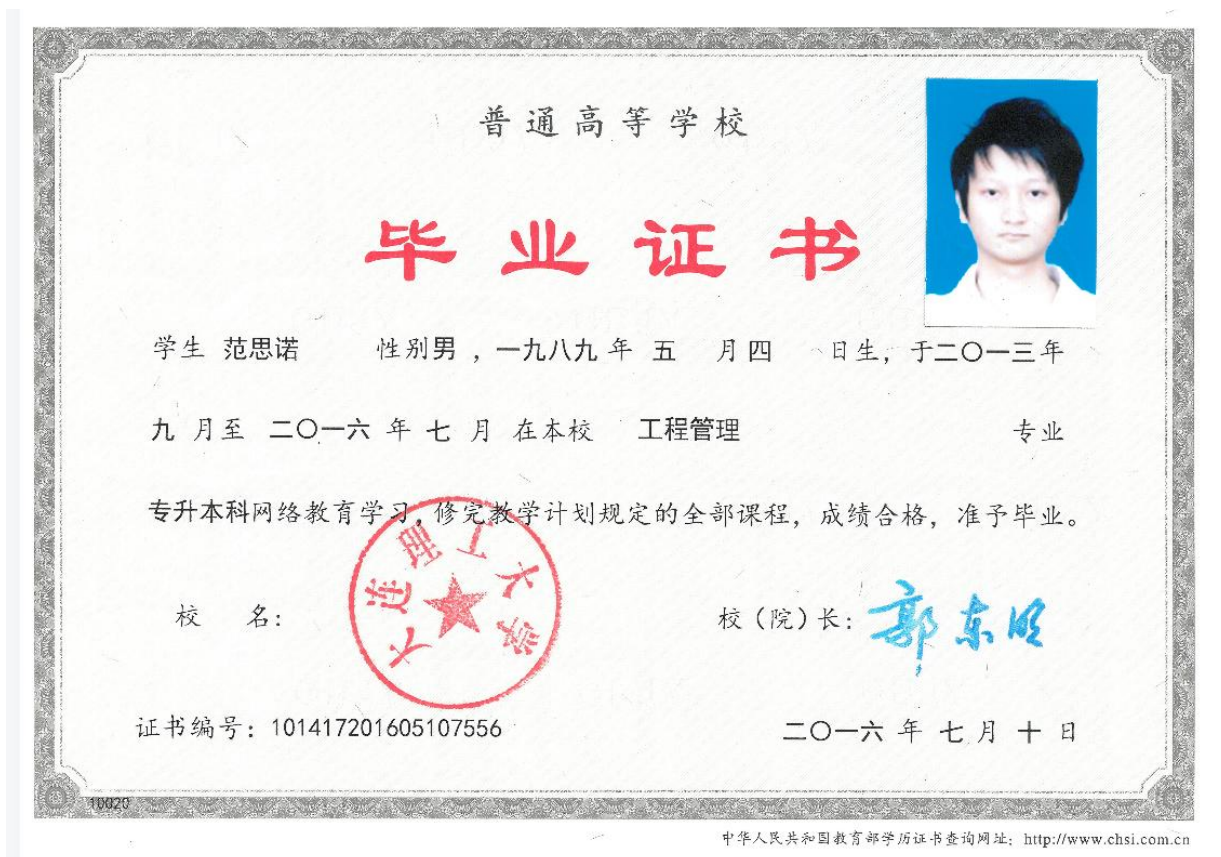 普通高等学校
毕业证书
学生 范思诺 性别男，一九八九年 五 月四 日生，于二〇一三年
九 月至 二〇一六 年 七 月 在本校 工程管理 专业
专升本科网络教育学习，修完教学计划规定的全部课程，成绩合格，准予毕业。
大连理工大学
校 名：
校（院）长：郭东明
证书编号：101417201605107556
二〇一六 年 七 月 十 日
10020
中华人民共和国教育部学历证书查询网址：http://www.chsi.com.cn